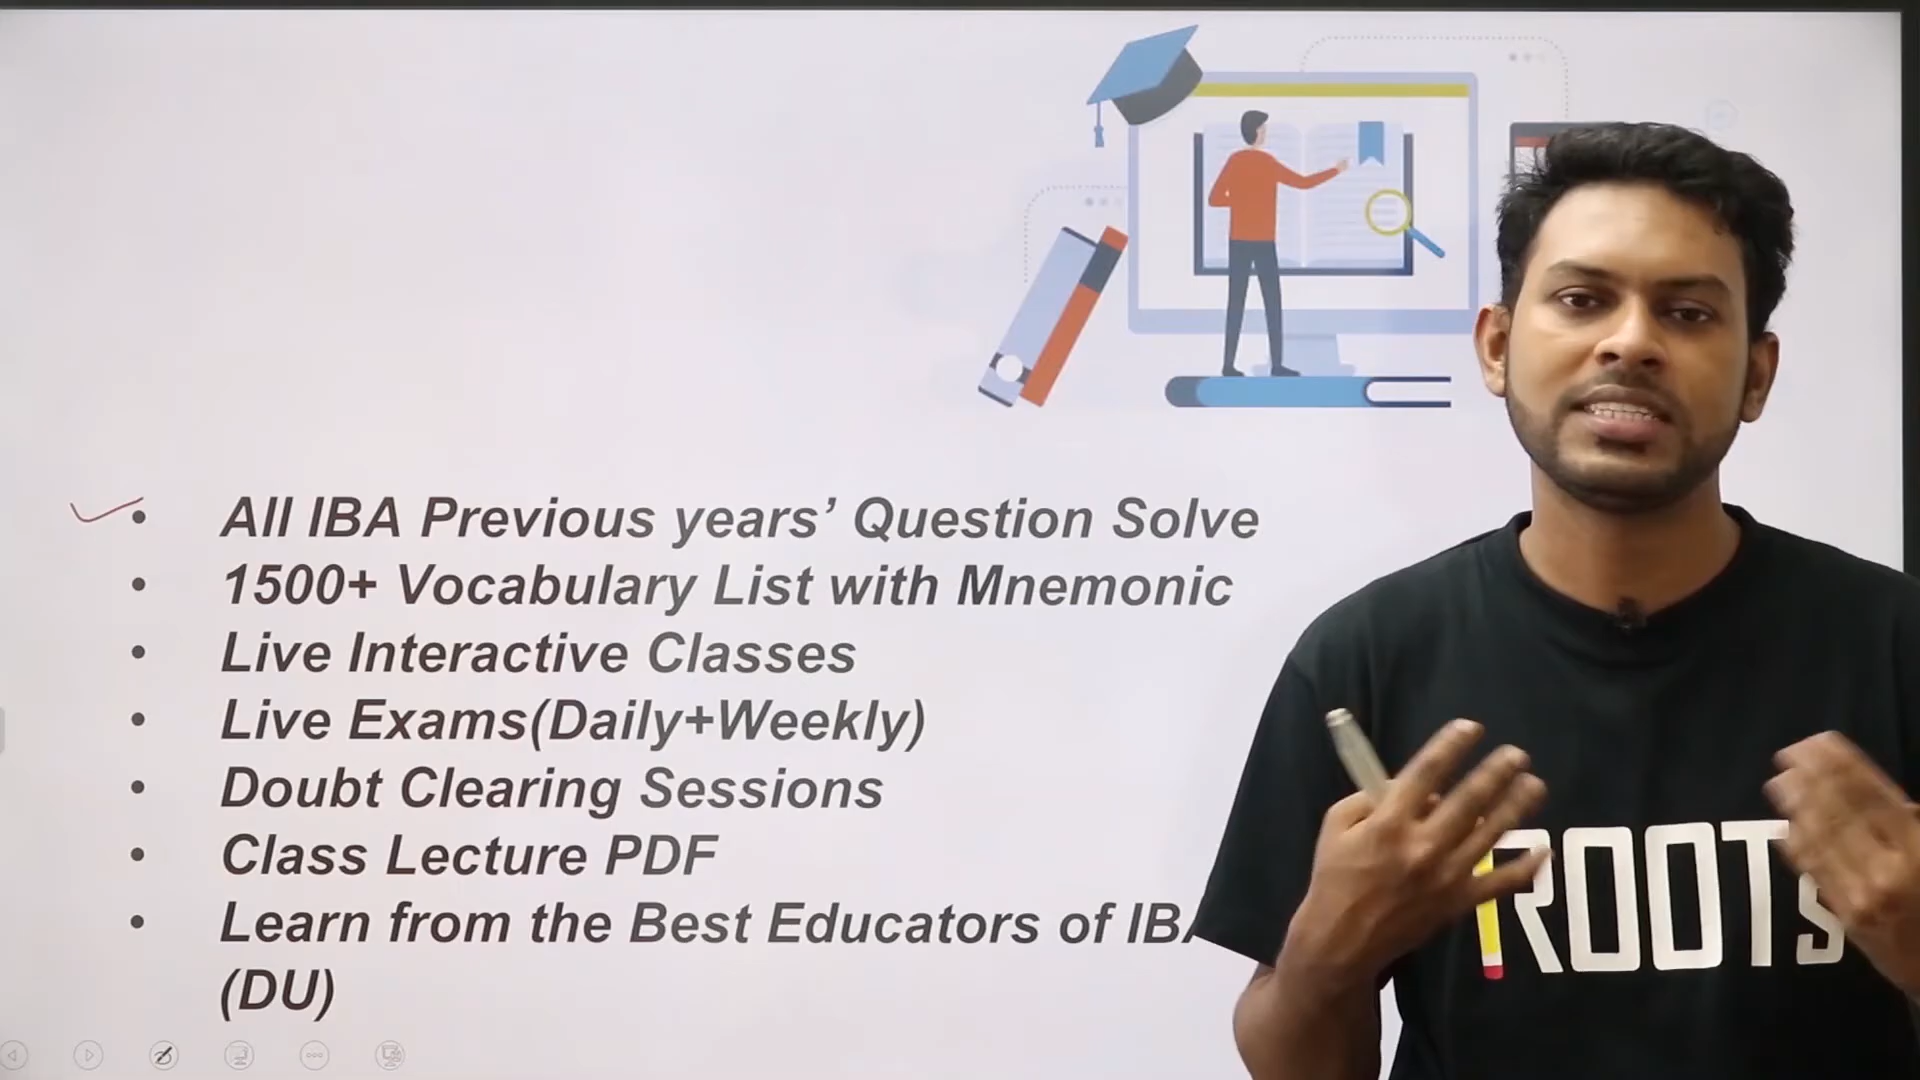 • All IBA Previous years’ Question Solve
• 1500+ Vocabulary List with Mnemonic
• Live Interactive Classes
• Live Exams(Daily+Weekly)
• Doubt Clearing Sessions
• Class Lecture PDF
• Learn from the Best Educators of IBA
(DU)
ROOTS